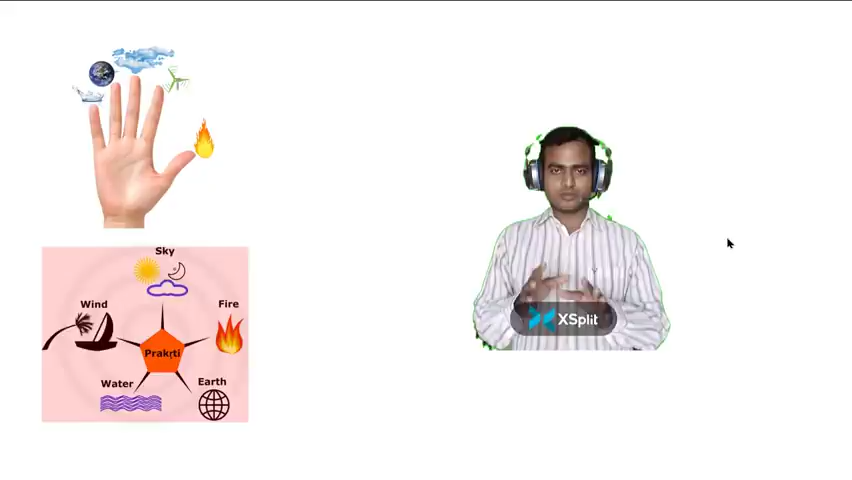 Sky
Wind
Fire
Prakṛti
Water
Earth
XSplit